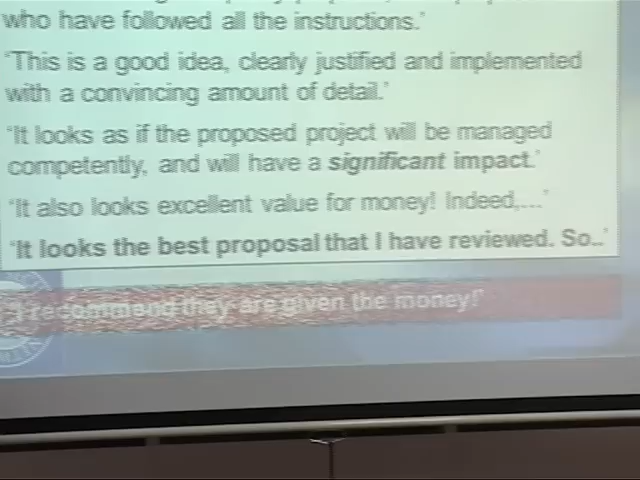 who have followed all the instructions.'
'This is a good idea, clearly justified and implemented
with a convincing amount of detail.'
'It looks as if the proposed project will be managed
competently, and will have a significant impact.'
'It also looks excellent value for money! Indeed,...'
'It looks the best proposal that I have reviewed. So..'
'I recommend they are given the money!'